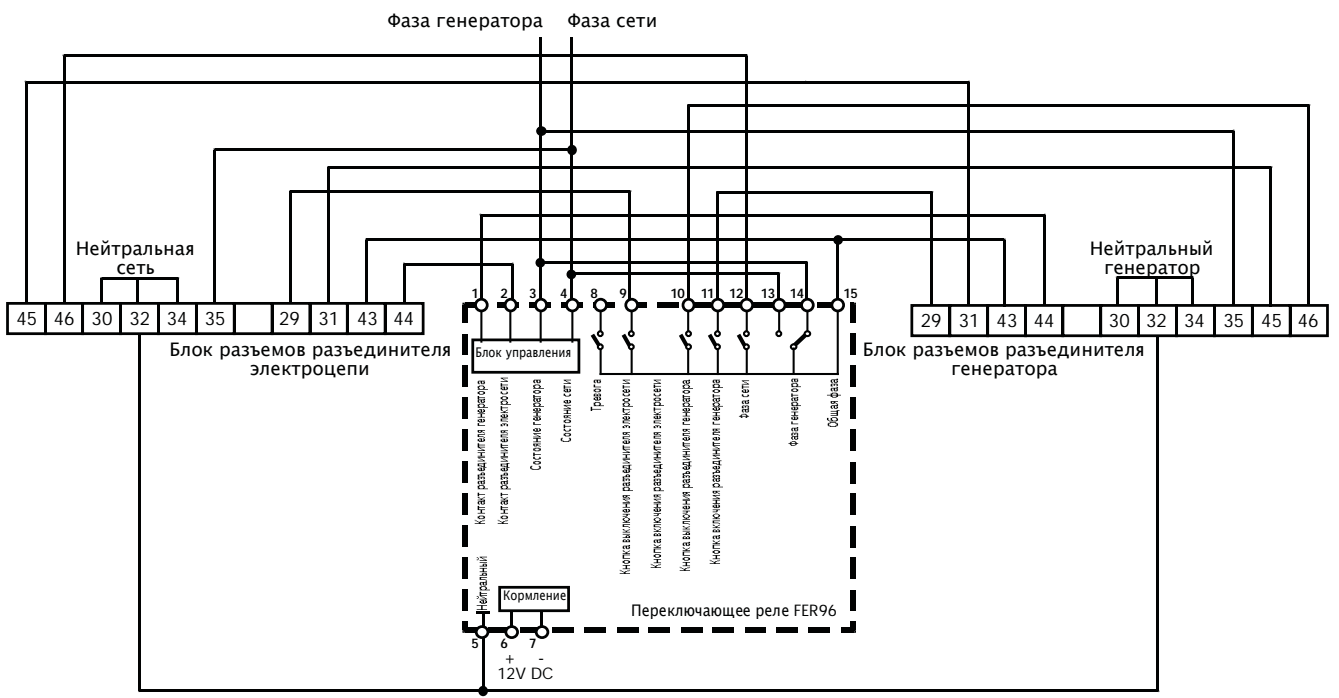 Фаза генератора Фаза сети
Нейтральная
сеть
Нейтральный
генератор
1 2 3 4 8 9 10 11 12 13 14 15
45 46 30 32 34 35 29 31 43 44
29 31 43 44 30 32 34 35 45 46
Блок разъемов разъединителя
электроцепи
Блок управления
Блок разъемов разъединителя
генератора
Контакт разъединителя генератора
Контакт разъединителя электросети
Состояние генератора
Состояние сети
Тревога
Кнопка выключения разъединителя электросети
Кнопка включения разъединителя электросети
Кнопка выключения разъединителя генератора
Кнопка включения разъединителя генератора
Фаза сети
Фаза генератора
Общая фаза
Нейтральный
Кормление
Переключающее реле FER96
5 6 7
+ -
12V DC